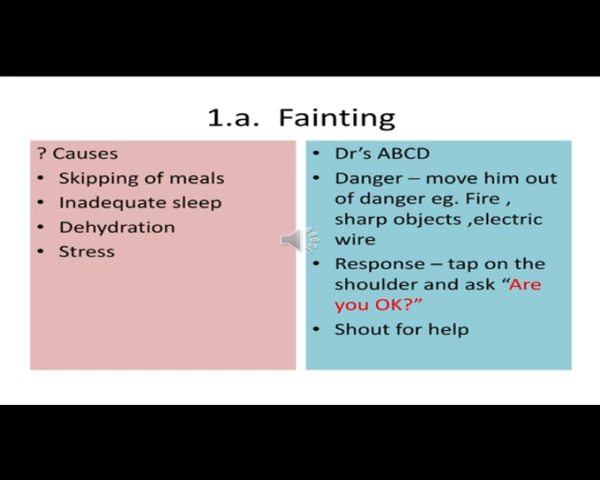 1.a. Fainting
? Causes
• Skipping of meals
• Inadequate sleep
• Dehydration
• Stress
• Dr’s ABCD
• Danger – move him out
of danger eg. Fire ,
sharp objects ,electric
wire
• Response – tap on the
shoulder and ask “Are
you OK?”
• Shout for help